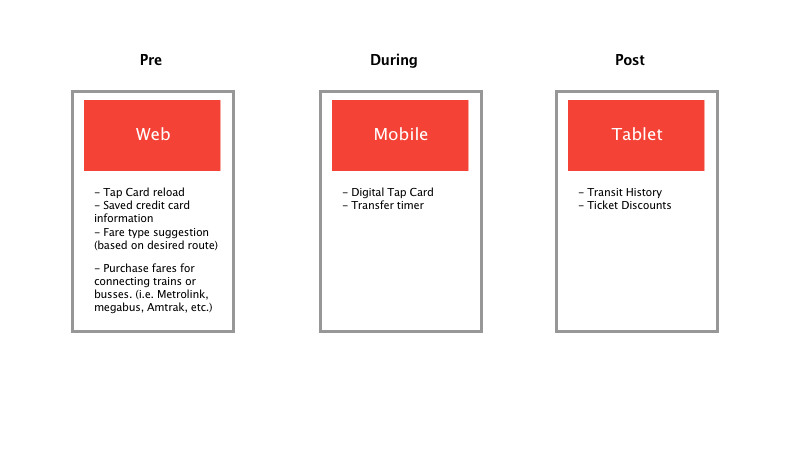 Pre
During
Post
Web
- Tap Card reload
- Saved credit card
information
- Fare type suggestion
(based on desired route)
- Purchase fares for
connecting trains or
busses. (i.e. Metrolink,
megabus, Amtrak, etc.)
Mobile
- Digital Tap Card
- Transfer timer
Tablet
- Transit History
- Ticket Discounts